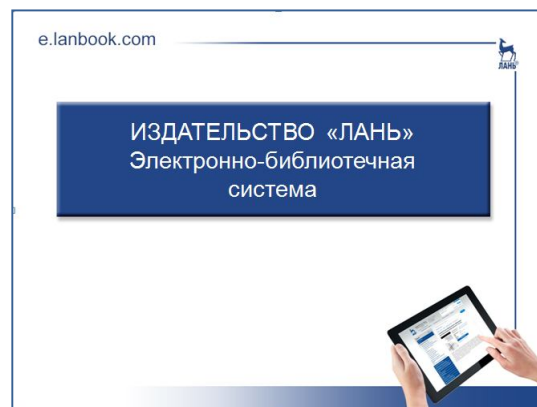 e.lanbook.com
ЛАНЬ®
ИЗДАТЕЛЬСТВО «ЛАНЬ»
Электронно-библиотечная
система